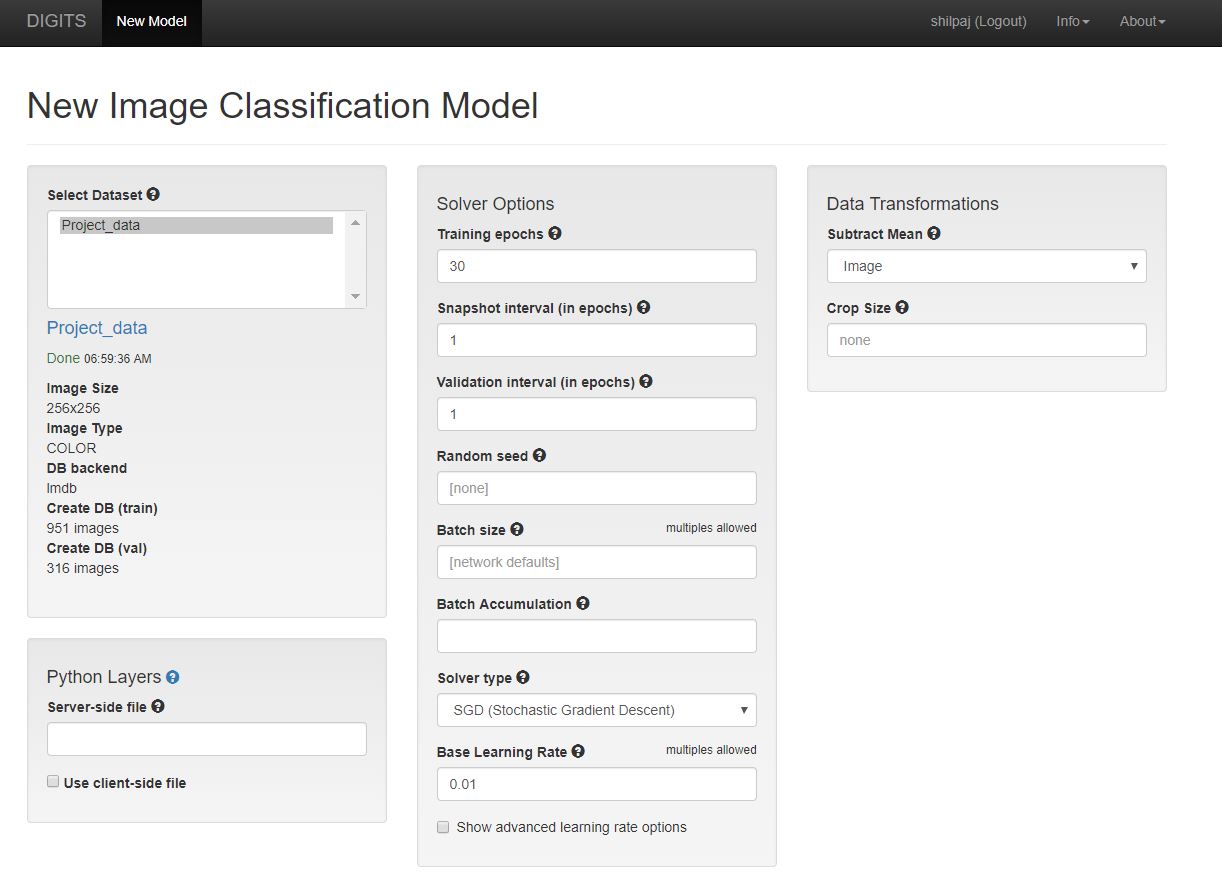 DIGITS New Model shilpaj (Logout) Info About
New Image Classification Model
Select Dataset
Project_data
Project_data
Done 06:59:36 AM
Image Size
256x256
Image Type
COLOR
DB backend
lmdb
Create DB (train)
951 images
Create DB (val)
316 images
Python Layers
Server-side file
Use client-side file
Solver Options
Training epochs
30
Snapshot interval (in epochs)
1
Validation interval (in epochs)
1
Random seed
[none]
Batch size multiples allowed
[network defaults]
Batch Accumulation
Solver type
SGD (Stochastic Gradient Descent)
Base Learning Rate multiples allowed
0.01
Show advanced learning rate options
Data Transformations
Subtract Mean
Image
Crop Size
none